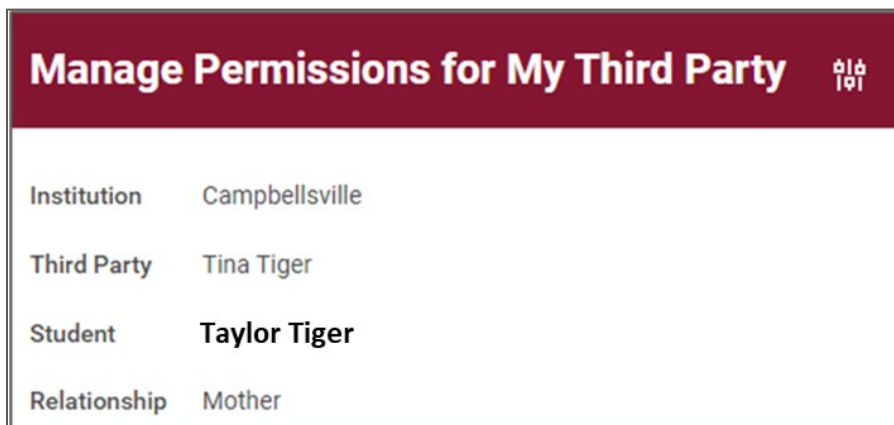 Manage Permissions for My Third Party
Institution Campbellsville
Third Party Tina Tiger
Student Taylor Tiger
Relationship Mother